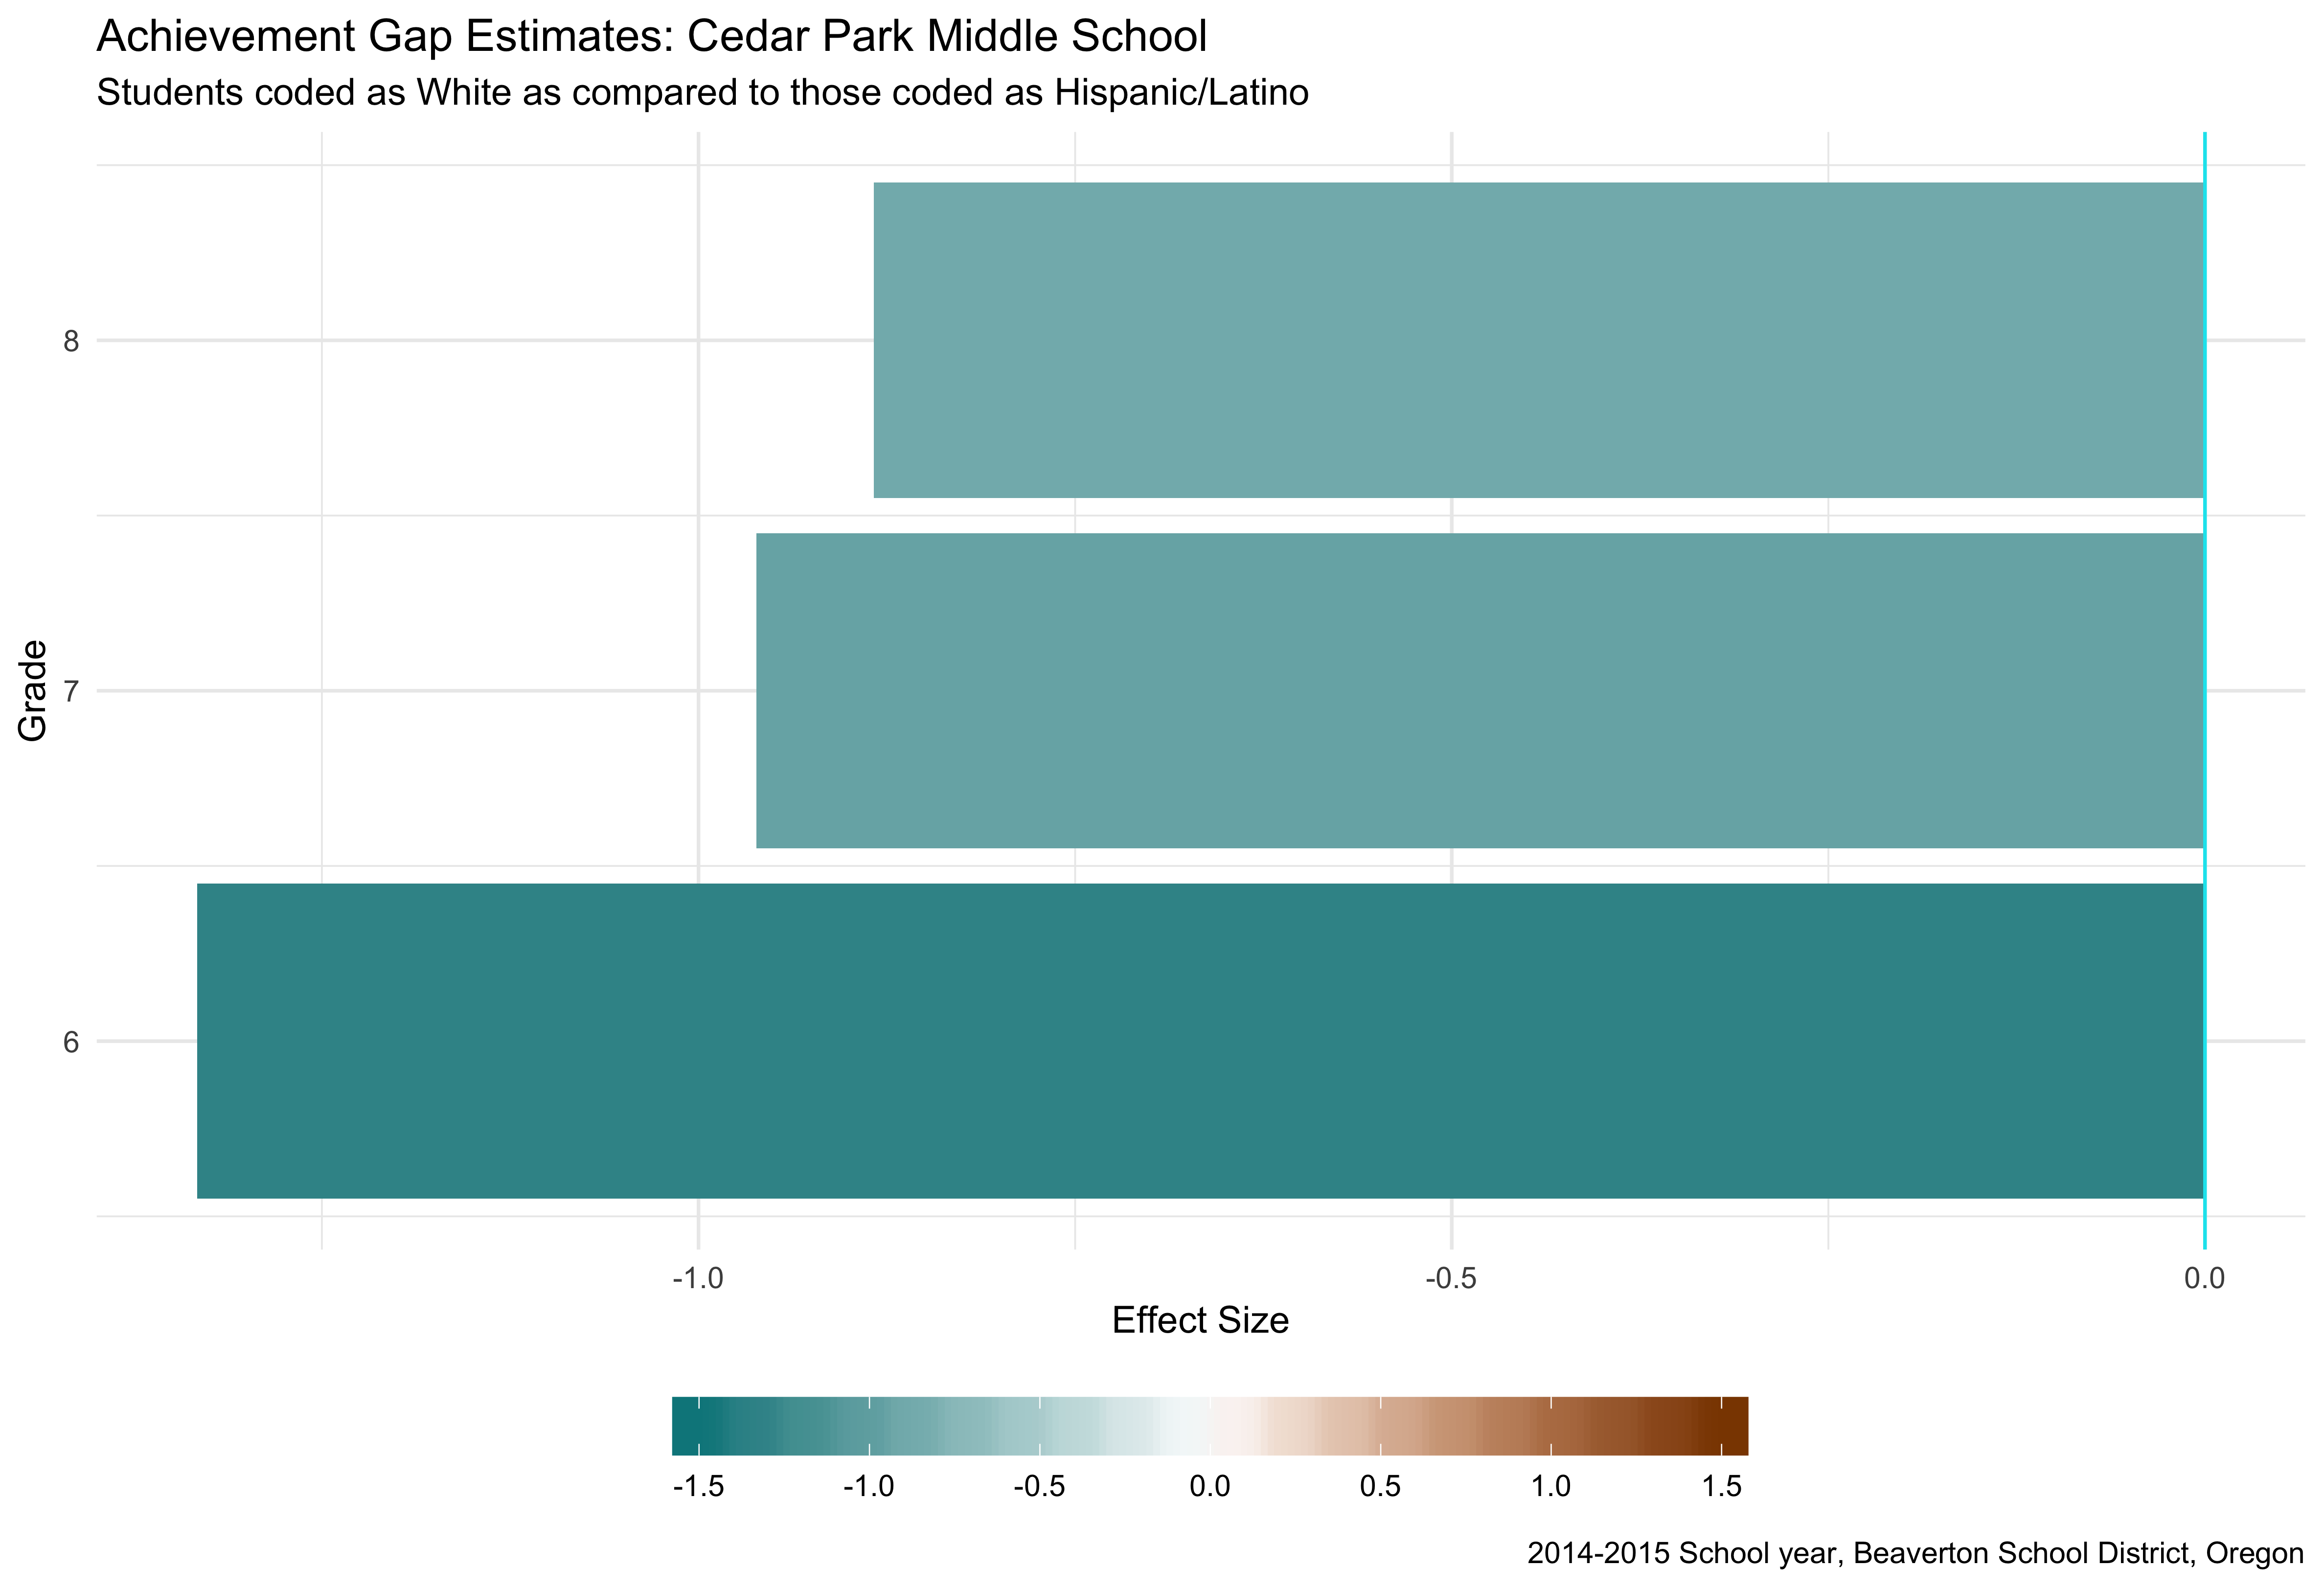 Achievement Gap Estimates: Cedar Park Middle School
Students coded as White as compared to those coded as Hispanic/Latino
Grade
8
7
6
-1.0 -0.5 0.0
Effect Size
-1.5 -1.0 -0.5 0.0 0.5 1.0 1.5
2014-2015 School year, Beaverton School District, Oregon